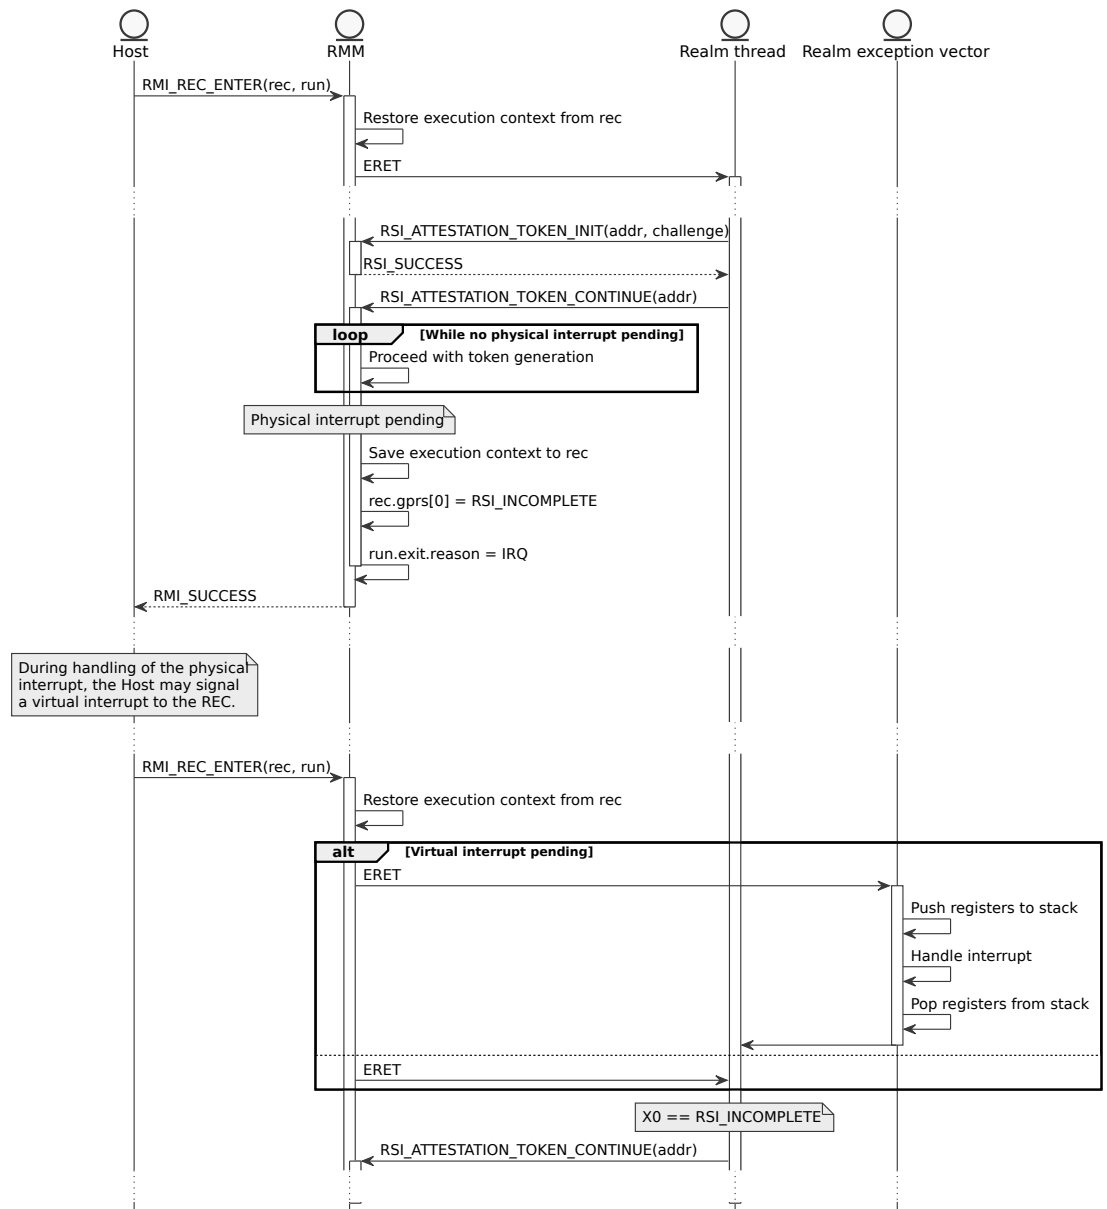 Host
RMM
Realm thread
Realm exception vector
RMI_REC_ENTER(rec, run)
Restore execution context from rec
ERET
RSI_ATTESTATION_TOKEN_INIT(addr, challenge)
RSI_SUCCESS
RSI_ATTESTATION_TOKEN_CONTINUE(addr)
loop
[While no physical interrupt pending]
Proceed with token generation
Physical interrupt pending
Save execution context to rec
rec.gprs[0] = RSI_INCOMPLETE
run.exit.reason = IRQ
RMI_SUCCESS
During handling of the physical
interrupt, the Host may signal
a virtual interrupt to the REC.
RMI_REC_ENTER(rec, run)
Restore execution context from rec
alt
[Virtual interrupt pending]
ERET
Push registers to stack
Handle interrupt
Pop registers from stack
ERET
X0 == RSI_INCOMPLETE
RSI_ATTESTATION_TOKEN_CONTINUE(addr)